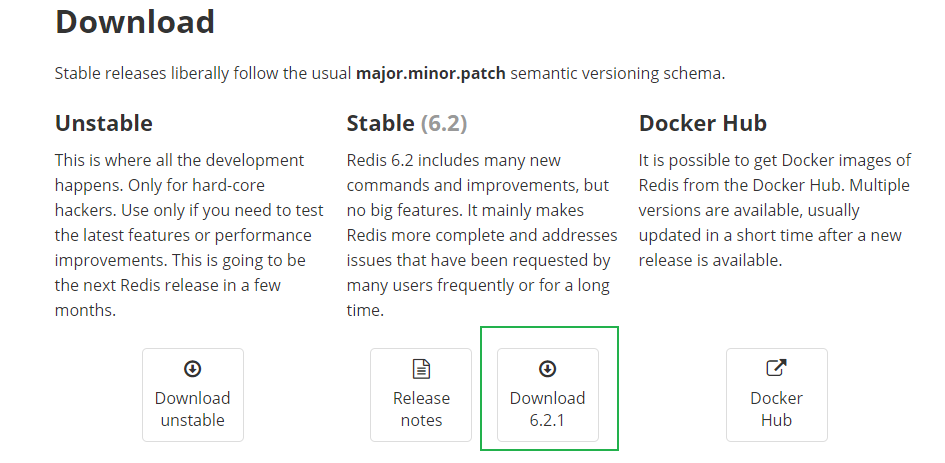 Download
Stable releases liberally follow the usual major.minor.patch semantic versioning schema.
Unstable
This is where all the development
happens. Only for hard-core
hackers. Use only if you need to test
the latest features or performance
improvements. This is going to be
the next Redis release in a few
months.
Download
unstable
Stable (6.2)
Redis 6.2 includes many new
commands and improvements, but
no big features. It mainly makes
Redis more complete and addresses
issues that have been requested by
many users frequently or for a long
time.
Release
notes
Download
6.2.1
Docker Hub
It is possible to get Docker images of
Redis from the Docker Hub. Multiple
versions are available, usually
updated in a short time after a new
release is available.
Docker
Hub